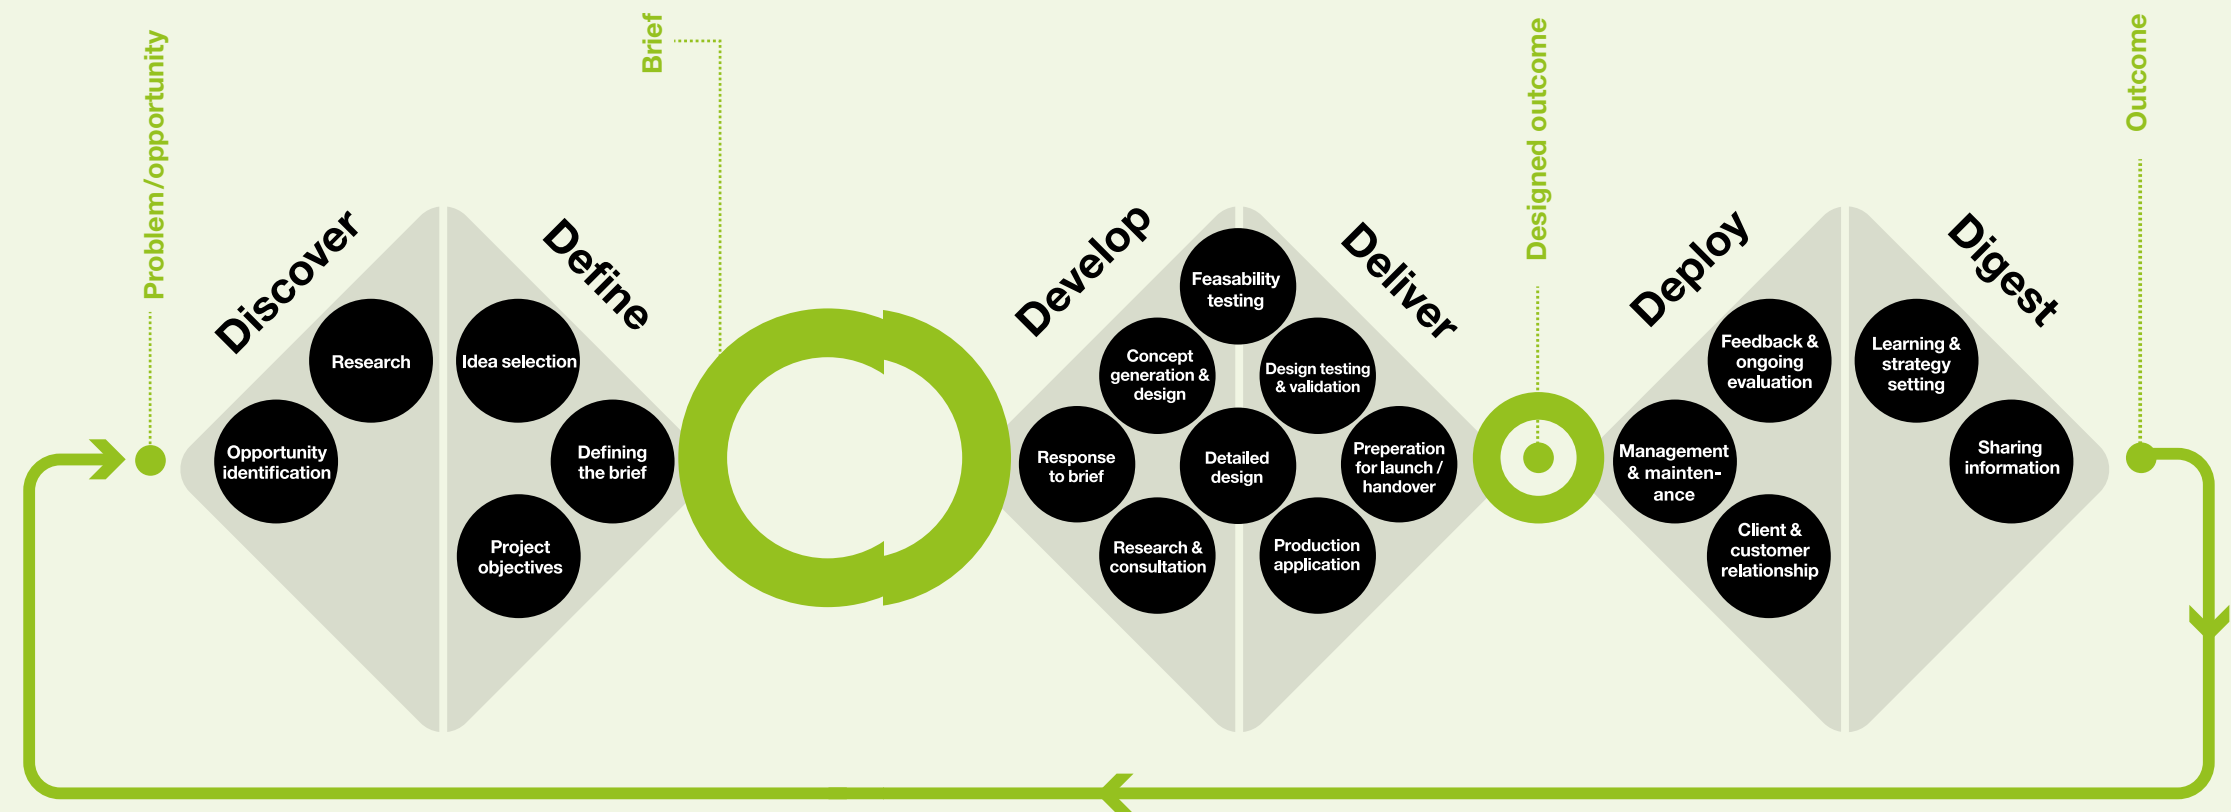 Problem/opportunity
Brief
Designed outcome
Outcome
Discover
Research
Opportunity
identification
Define
Idea selection
Defining
the brief
Project
objectives
Develop
Feasability
testing
Concept
generation &
design
Response
to brief
Research &
consultation
Detailed
design
Deliver
Design testing
& validation
Preperation
for launch /
handover
Production
application
Deploy
Feedback &
ongoing
evaluation
Management
& mainten-
ance
Client &
customer
relationship
Digest
Learning &
strategy
setting
Sharing
information